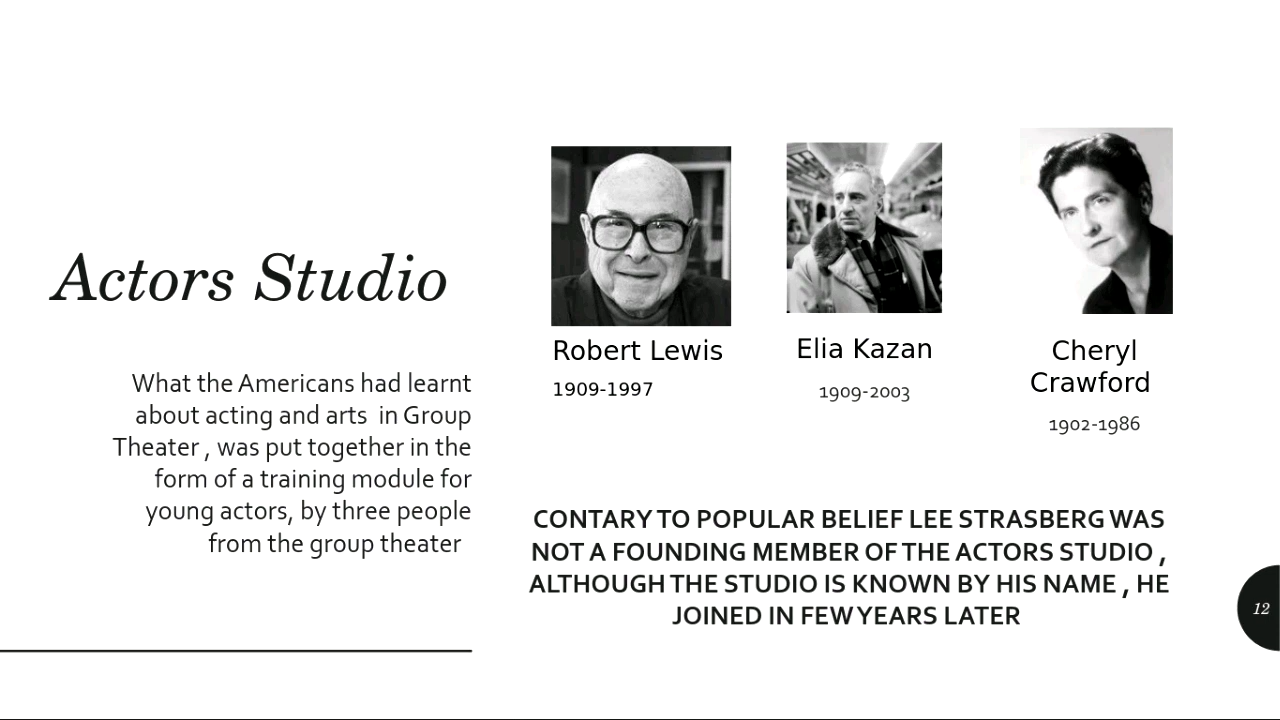 Actors Studio
What the Americans had learnt
about acting and arts  in Group
Theater , was put together in the
form of a training module for
young actors, by three people
from the group theater
Robert Lewis
1909-1997
Elia Kazan
1909-2003
Cheryl
Crawford
1902-1986
CONTARY TO POPULAR BELIEF LEE STRASBERG WAS
NOT A FOUNDING MEMBER OF THE ACTORS STUDIO ,
ALTHOUGH THE STUDIO IS KNOWN BY HIS NAME , HE
JOINED IN FEW YEARS LATER
12